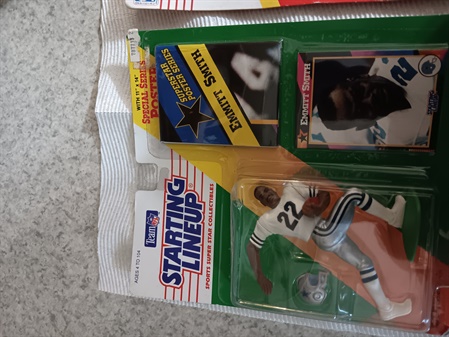 WITH 11" X 14"
SPECIAL SERIES
POSTER
SUPERSTAR
POSTER SERIES
EMMITT SMITH
EMMITT SMITH
Team NFL
AGES 4 TO 104
STARTING
LINEUP
SPORTS SUPER STAR COLLECTIBLES
22